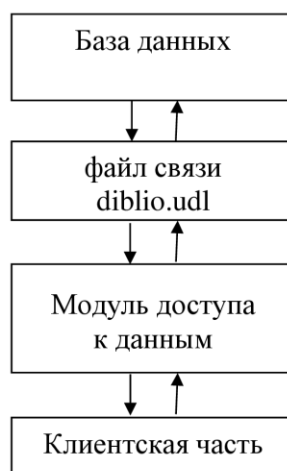 База данных
файл связи
diblio.udl
Модуль доступа
к данным
Клиентская часть